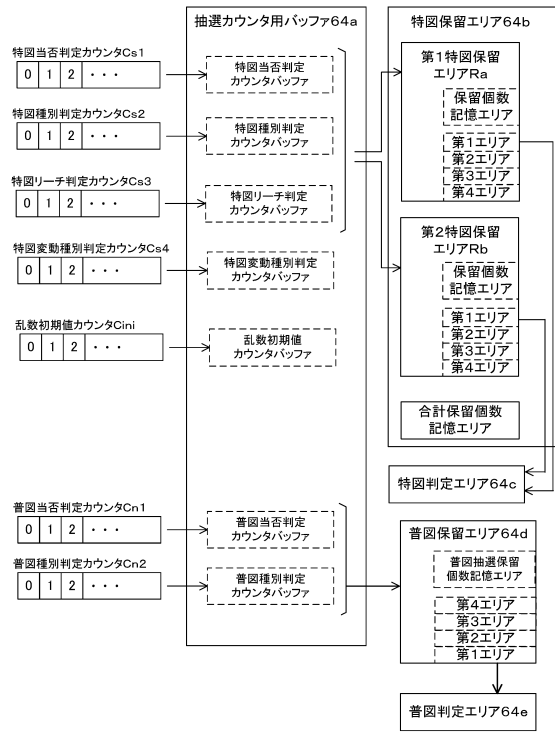 抽選カウンタ用バッファ64a
特図当否判定カウンタCs1
0 1 2 ・・・
特図当否判定
カウンタバッファ
特図種別判定カウンタCs2
0 1 2 ・・・
特図種別判定
カウンタバッファ
特図リーチ判定カウンタCs3
0 1 2 ・・・
特図リーチ判定
カウンタバッファ
特図変動種別判定カウンタCs4
0 1 2 ・・・
特図変動種別判定
カウンタバッファ
乱数初期値カウンタCini
0 1 2 ・・・
乱数初期値
カウンタバッファ
普図当否判定カウンタCn1
0 1 2 ・・・
普図当否判定
カウンタバッファ
普図種別判定カウンタCn2
0 1 2 ・・・
普図種別判定
カウンタバッファ
特図保留エリア64b
第1特図保留
エリアRa
保留個数
記憶エリア
第1エリア
第2エリア
第3エリア
第4エリア
第2特図保留
エリアRb
保留個数
記憶エリア
第1エリア
第2エリア
第3エリア
第4エリア
合計保留個数
記憶エリア
特図判定エリア64c
普図保留エリア64d
普図抽選保留
個数記憶エリア
第4エリア
第3エリア
第2エリア
第1エリア
普図判定エリア64e